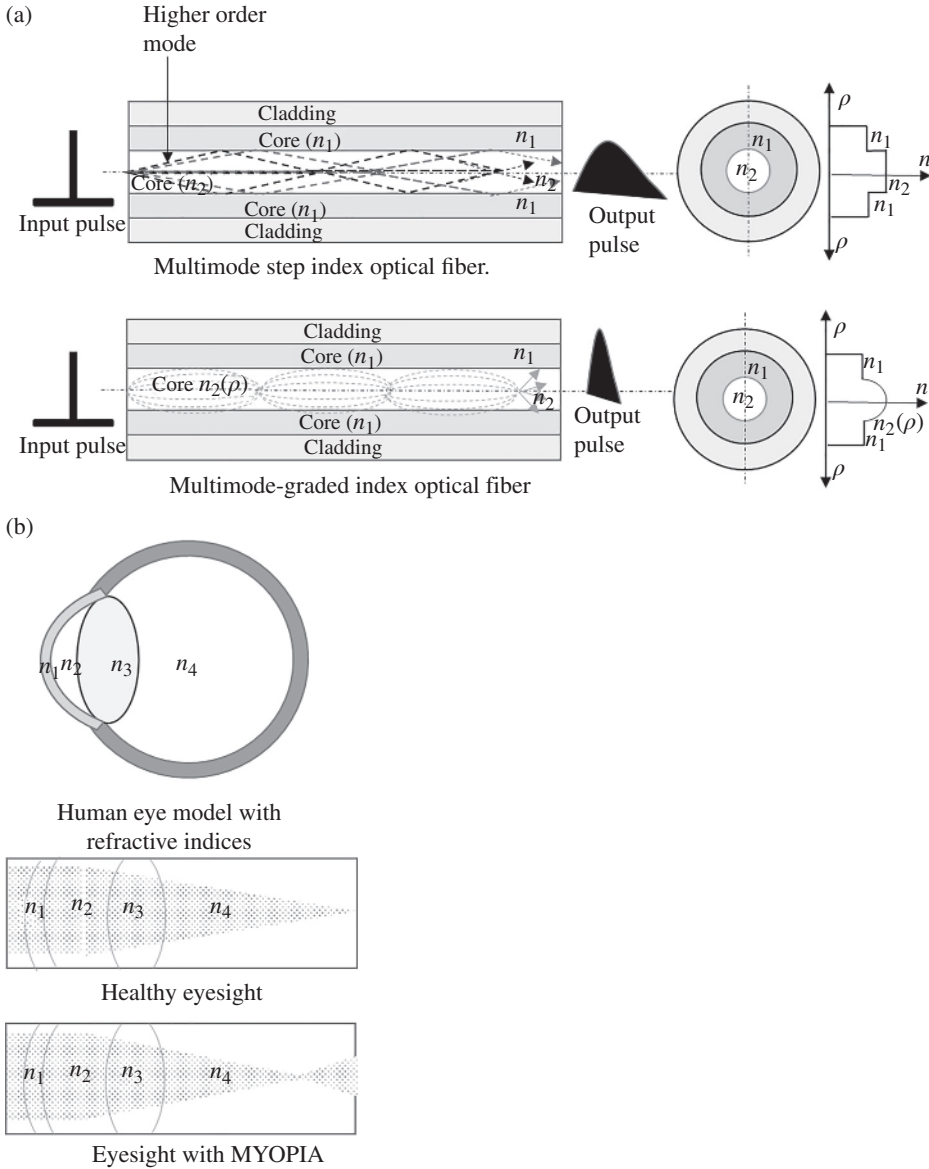 (a)
Higher order
mode
Cladding
Core (n₁)
n₁
Core (n₂)
n₂
Core (n₁)
n₁
Cladding
Input pulse
Output
pulse
n₁
n₂
ρ
n₁
n
n₂
n₁
ρ
Multimode step index optical fiber.
Cladding
Core (n₁)
n₁
Core n₂(ρ)
n₂
Core (n₁)
Cladding
Input pulse
Output
pulse
n₁
n₂
ρ
n₁
n
n₂(ρ)
n₁
ρ
Multimode-graded index optical fiber
(b)
n₁ n₂ n₃ n₄
Human eye model with
refractive indices
n₁ n₂ n₃ n₄
Healthy eyesight
n₁ n₂ n₃ n₄
Eyesight with MYOPIA